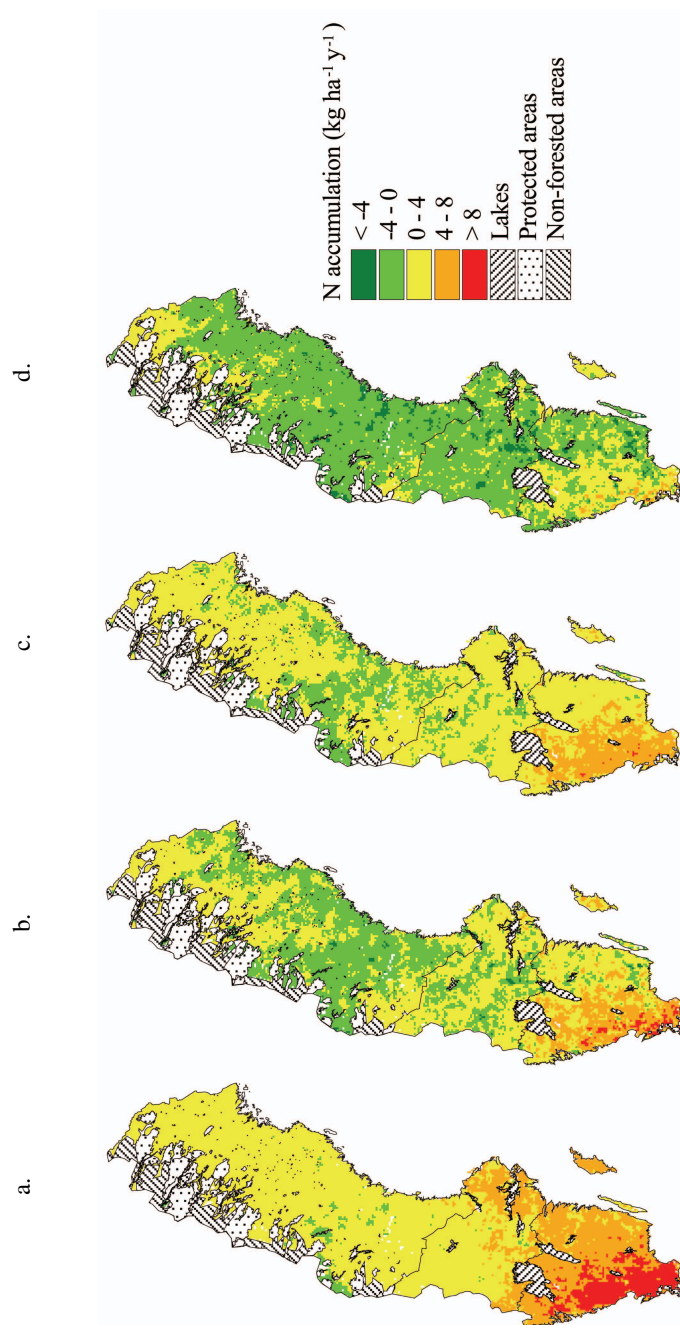 a.
b.
c.
d.
N accumulation (kg ha⁻¹ y⁻¹)
< -4
-4 - 0
0 - 4
4 - 8
> 8
Lakes
Protected areas
Non-forested areas